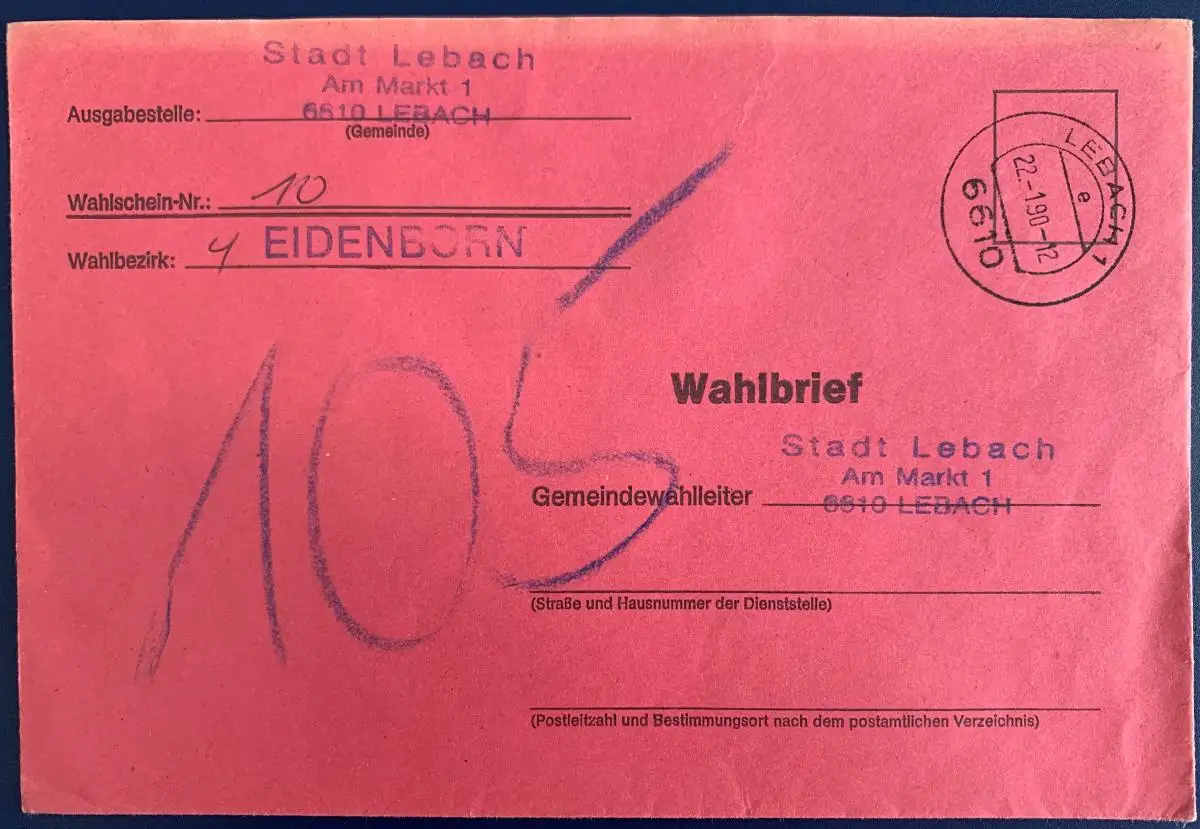 Stadt Lebach
Am Markt 1
6610 LEBACH
Ausgabestelle:
(Gemeinde)
Wahlschein-Nr.: 10
Wahlbezirk: 4 EIDENBORN
LEBACH 1
e
22.-1.90-12
6610
105
Wahlbrief
Stadt Lebach
Am Markt 1
6610 LEBACH
Gemeindewahlleiter
(Straße und Hausnummer der Dienststelle)
(Postleitzahl und Bestimmungsort nach dem postamtlichen Verzeichnis)